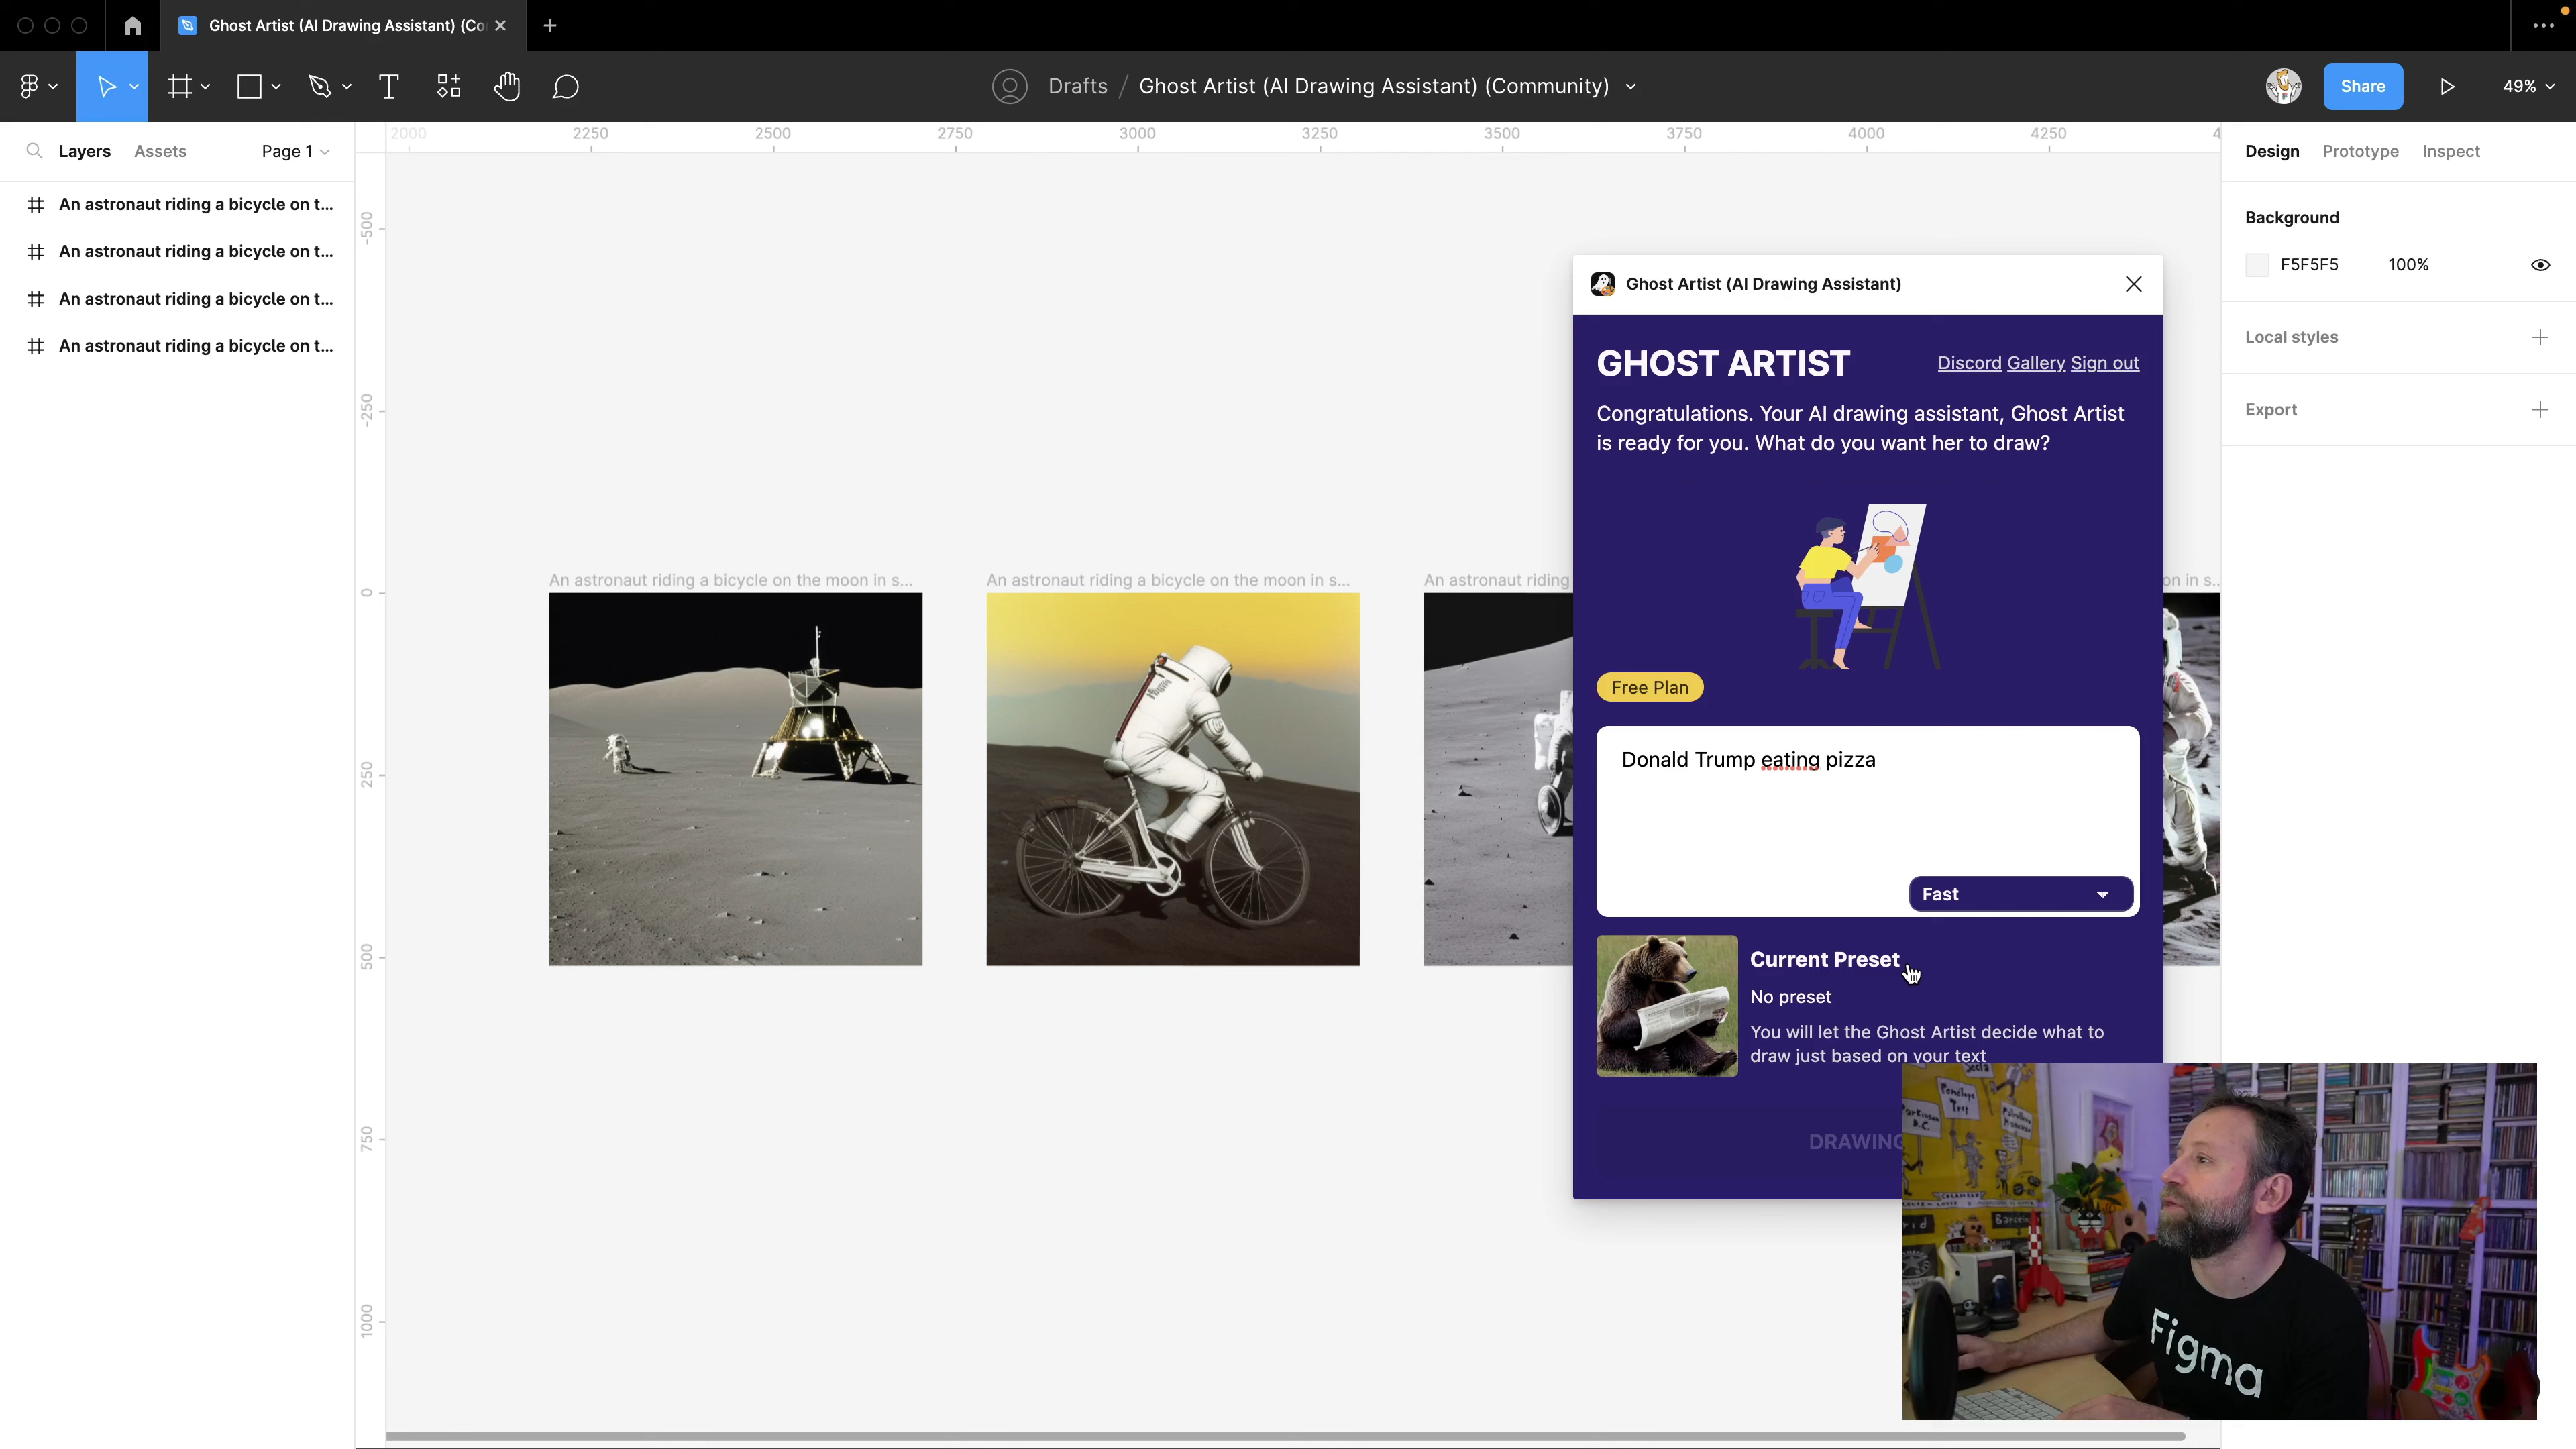 Ghost Artist (AI Drawing Assistant) (Co
Drafts / Ghost Artist (AI Drawing Assistant) (Community)
Share
49%
Layers
Assets
Page 1
An astronaut riding a bicycle on t...
An astronaut riding a bicycle on t...
An astronaut riding a bicycle on t...
An astronaut riding a bicycle on t...
2000 2250 2500 2750 3000 3250 3500 3750 4000 4250 4
-500
-250
0
250
500
750
1000
An astronaut riding a bicycle on the moon in s...
An astronaut riding a bicycle on the moon in s...
An astronaut riding
on in s...
Ghost Artist (AI Drawing Assistant)
GHOST ARTIST
Discord Gallery Sign out
Congratulations. Your AI drawing assistant, Ghost Artist
is ready for you. What do you want her to draw?
Free Plan
Donald Trump eating pizza
Fast
Current Preset
No preset
You will let the Ghost Artist decide what to
draw just based on your text
DRAWING
Design
Prototype
Inspect
Background
F5F5F5
100%
Local styles
Export
Penélope
Figma